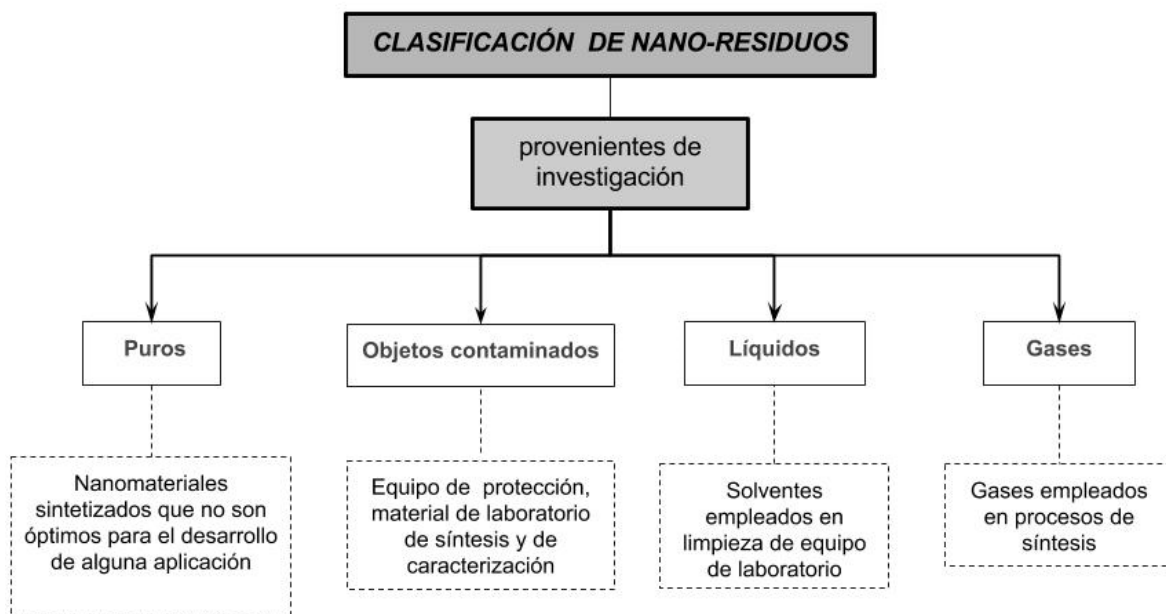 CLASIFICACIÓN DE NANO-RESIDUOS
provenientes de
investigación
Puros
Objetos contaminados
Líquidos
Gases
Nanomateriales
sintetizados que no son
óptimos para el desarrollo
de alguna aplicación
Equipo de protección,
material de laboratorio
de síntesis y de
caracterización
Solventes
empleados en
limpieza de equipo
de laboratorio
Gases empleados
en procesos de
síntesis